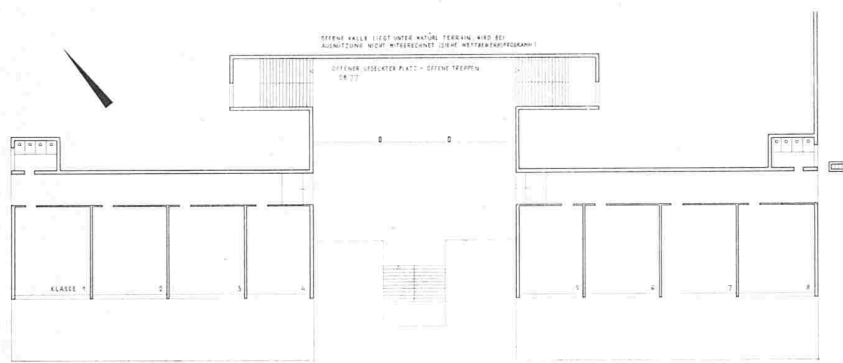 OFFENE HALLE LIEGT UNTER NATÜRL TERRAIN, WIRD BEI
AUSNÜTZUNG NICHT MITGERECHNET (SIEHE WETTBEWERBSPROGRAMM)
OFFENER GEDECKTER PLATZ - OFFENE TREPPEN
KLASSE 1
2
3
4
5
6
7
8